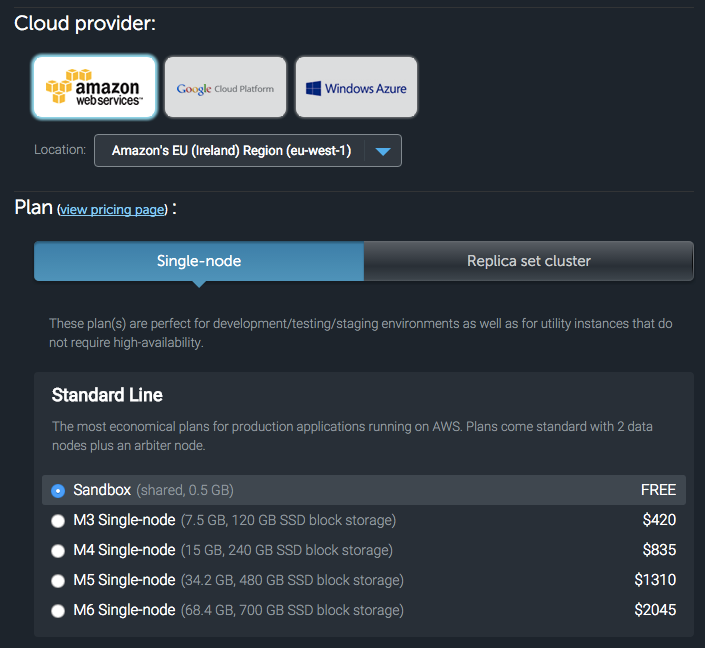 Cloud provider:
amazon
webservices™
Google Cloud Platform
Windows Azure
Location:
Amazon's EU (Ireland) Region (eu-west-1)
Plan (view pricing page) :
Single-node
Replica set cluster
These plan(s) are perfect for development/testing/staging environments as well as for utility instances that do
not require high-availability.
Standard Line
The most economical plans for production applications running on AWS. Plans come standard with 2 data
nodes plus an arbiter node.
Sandbox (shared, 0.5 GB) FREE
M3 Single-node (7.5 GB, 120 GB SSD block storage) $420
M4 Single-node (15 GB, 240 GB SSD block storage) $835
M5 Single-node (34.2 GB, 480 GB SSD block storage) $1310
M6 Single-node (68.4 GB, 700 GB SSD block storage) $2045